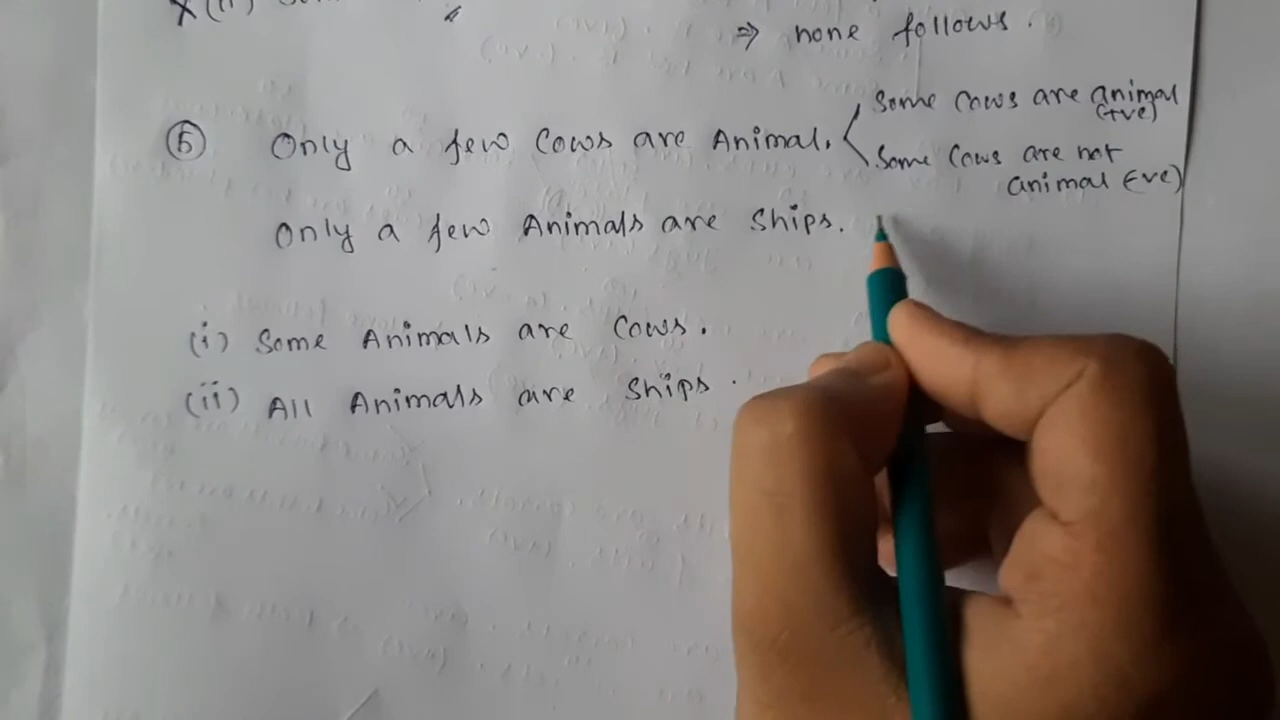 ⇒ none follows.
⑤ Only a few Cows are Animal. Some Cows are animal (+ve)
Some Cows are not animal (-ve)
Only a few Animals are Ships.
(i) Some Animals are Cows.
(ii) All Animals are Ships.